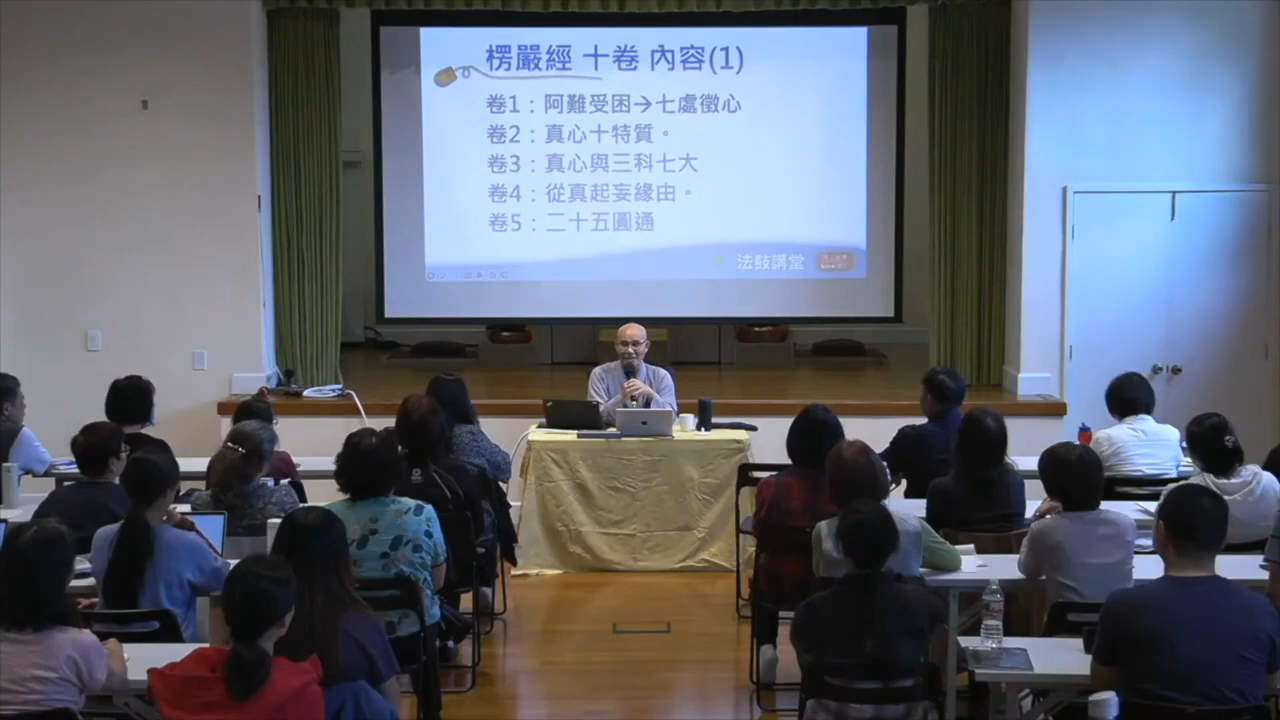 楞嚴經 十卷 內容(1)
卷1：阿難受困→七處徵心
卷2：真心十特質。
卷3：真心與三科七大
卷4：從真起妄緣由。
卷5：二十五圓通
法鼓講堂